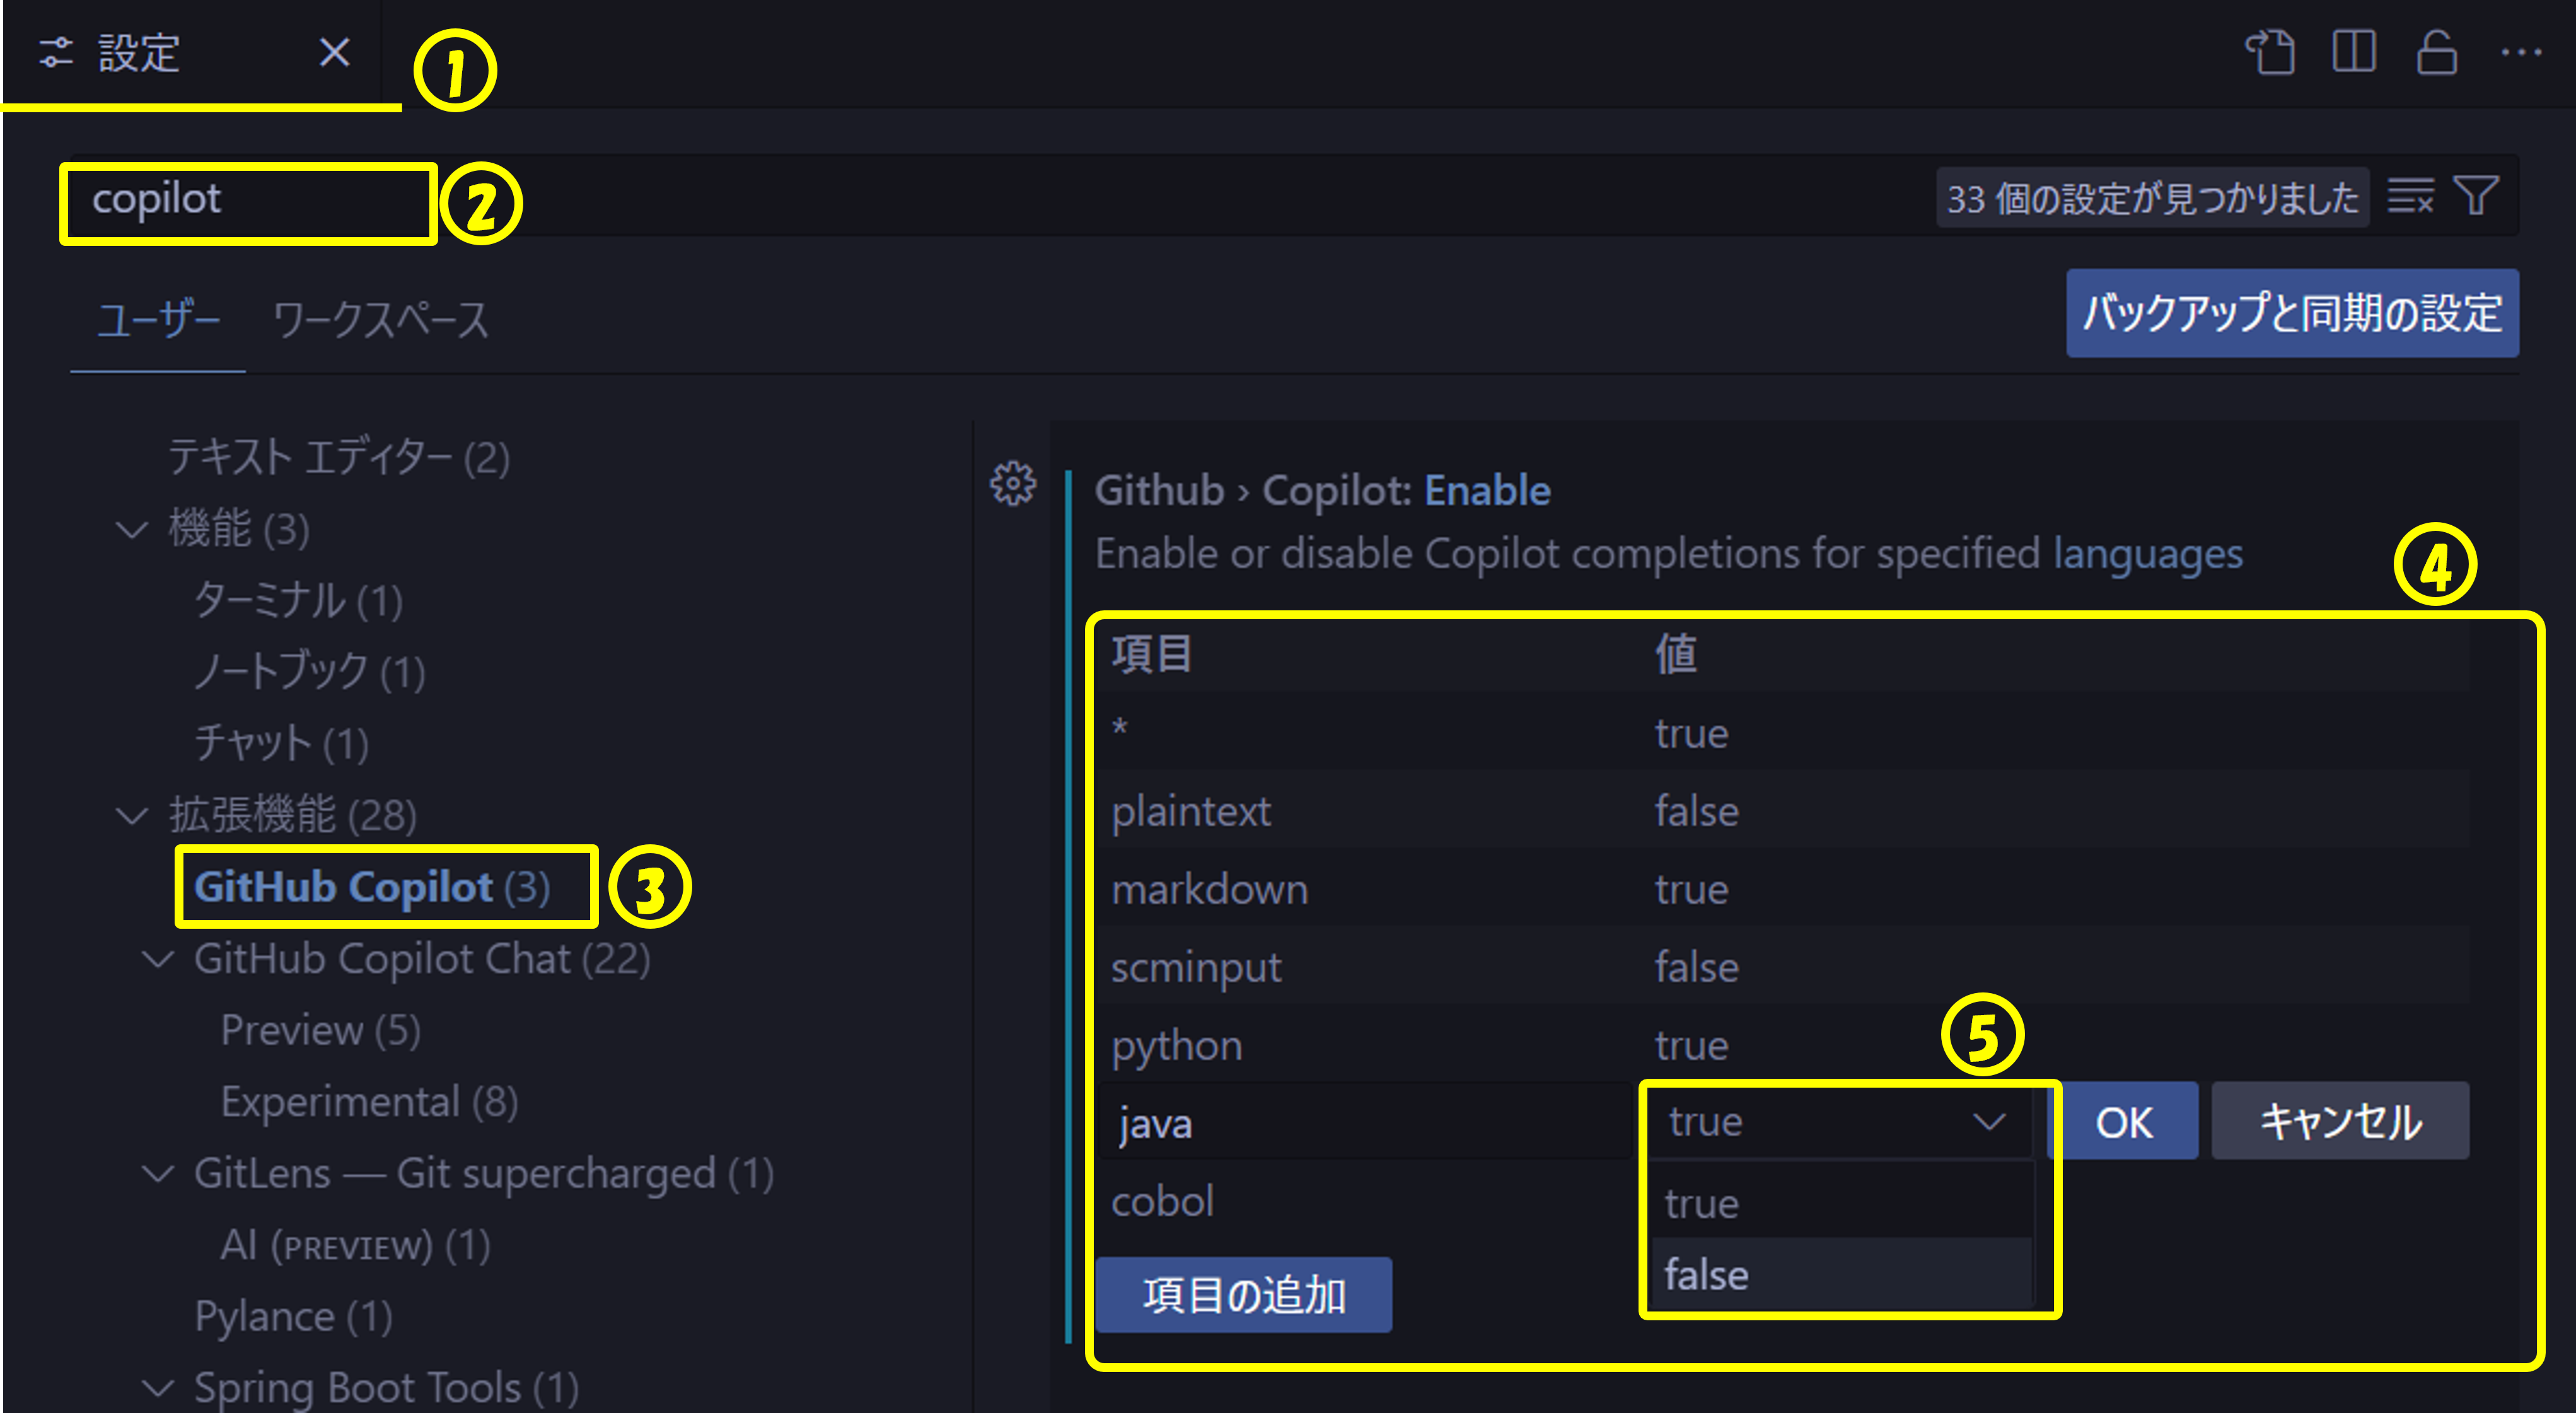 設定
①
copilot
②
33 個の設定が見つかりました
ユーザー ワークスペース
バックアップと同期の設定
テキスト エディター (2)
機能 (3)
ターミナル (1)
ノートブック (1)
チャット (1)
拡張機能 (28)
GitHub Copilot (3)
③
GitHub Copilot Chat (22)
Preview (5)
Experimental (8)
GitLens — Git supercharged (1)
AI (PREVIEW) (1)
Pylance (1)
Spring Boot Tools (1)
Github › Copilot: Enable
Enable or disable Copilot completions for specified languages
④
項目 値
* true
plaintext false
markdown true
scminput false
python true
⑤
java true OK キャンセル
true
cobol
false
項目の追加